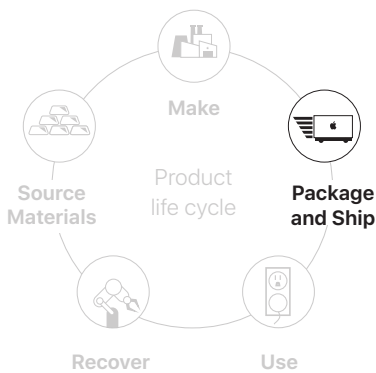 Make
Package
and Ship
Product
life cycle
Source
Materials
Recover
Use